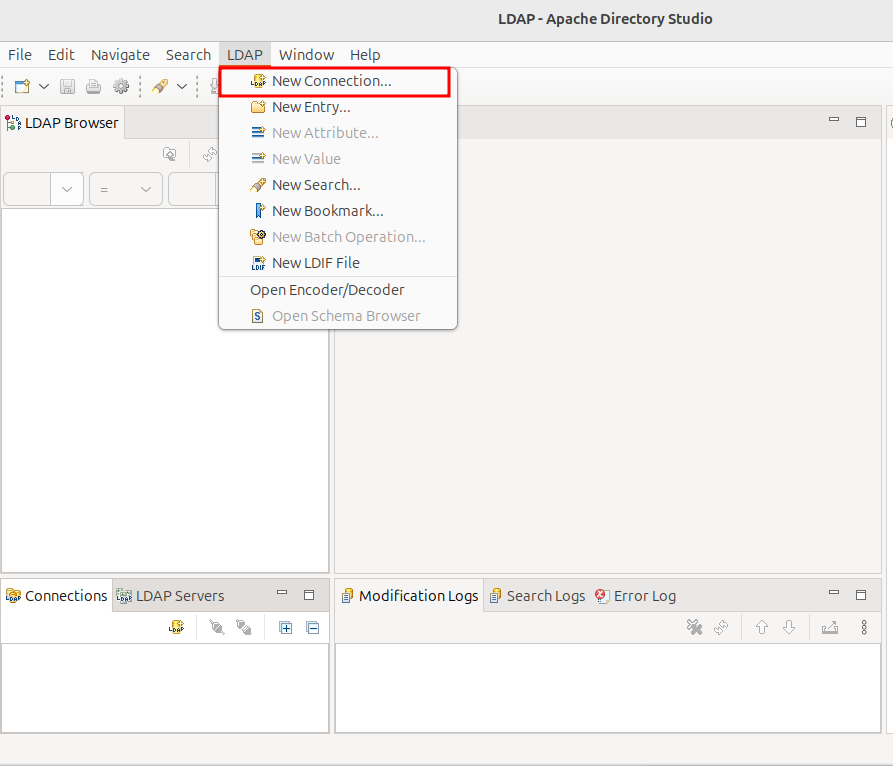 LDAP - Apache Directory Studio
File Edit Navigate Search LDAP Window Help
New Connection...
New Entry...
New Attribute...
New Value
New Search...
New Bookmark...
New Batch Operation...
New LDIF File
Open Encoder/Decoder
Open Schema Browser
LDAP Browser
=
Connections
LDAP Servers
Modification Logs
Search Logs
Error Log